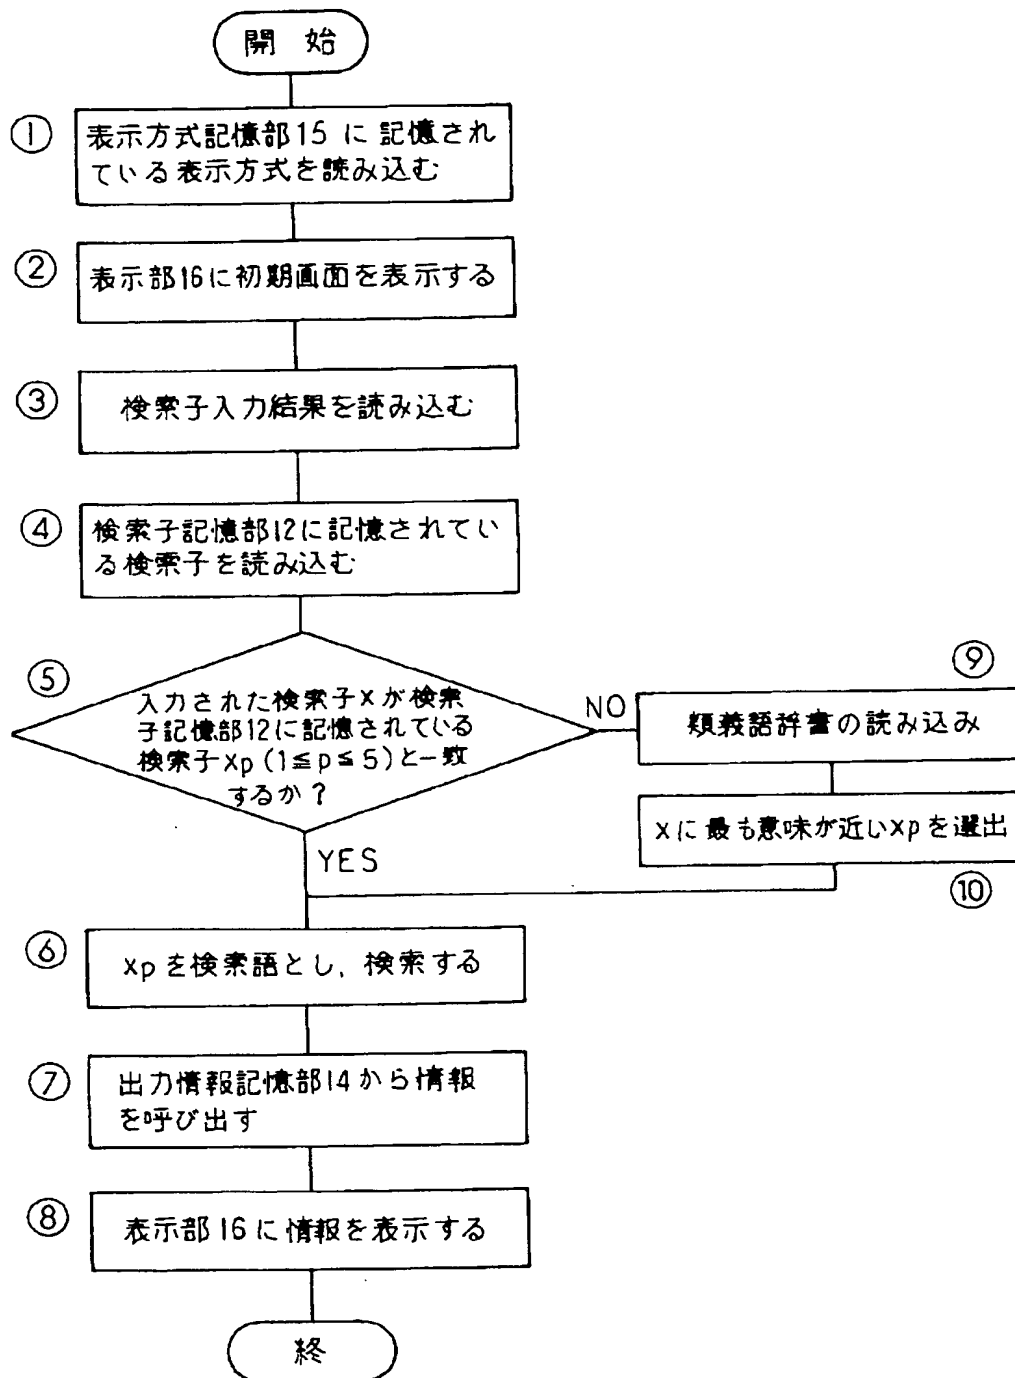 開 始
①
表示方式記憶部15 に記憶され
ている表示方式を読み込む
②
表示部16に初期画面を表示する
③
検索子入力結果を読み込む
④
検索子記憶部12に記憶されてい
る検索子を読み込む
⑤
入力された検索子xが検索
子記憶部12に記憶されている
検索子xp (1≦p≦5)と一致
するか?
NO
⑨
類義語辞書の読み込み
xに最も意味が近いxpを選出
⑩
YES
⑥
xpを検索語とし,検索する
⑦
出力情報記憶部14から情報
を呼び出す
⑧
表示部16に情報を表示する
終